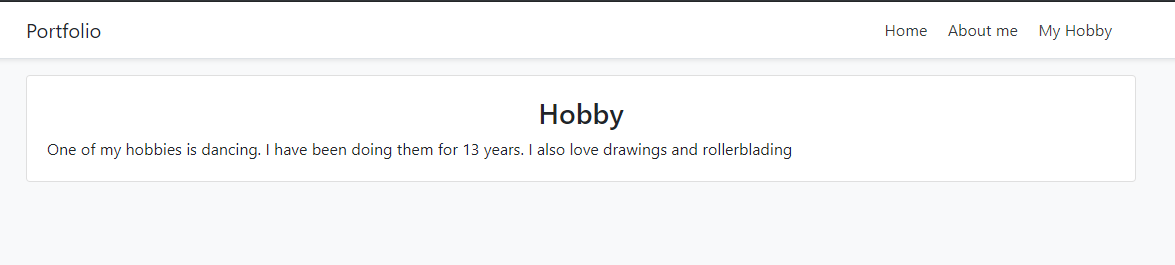 Portfolio
Home
About me
My Hobby
Hobby
One of my hobbies is dancing. I have been doing them for 13 years. I also love drawings and rollerblading